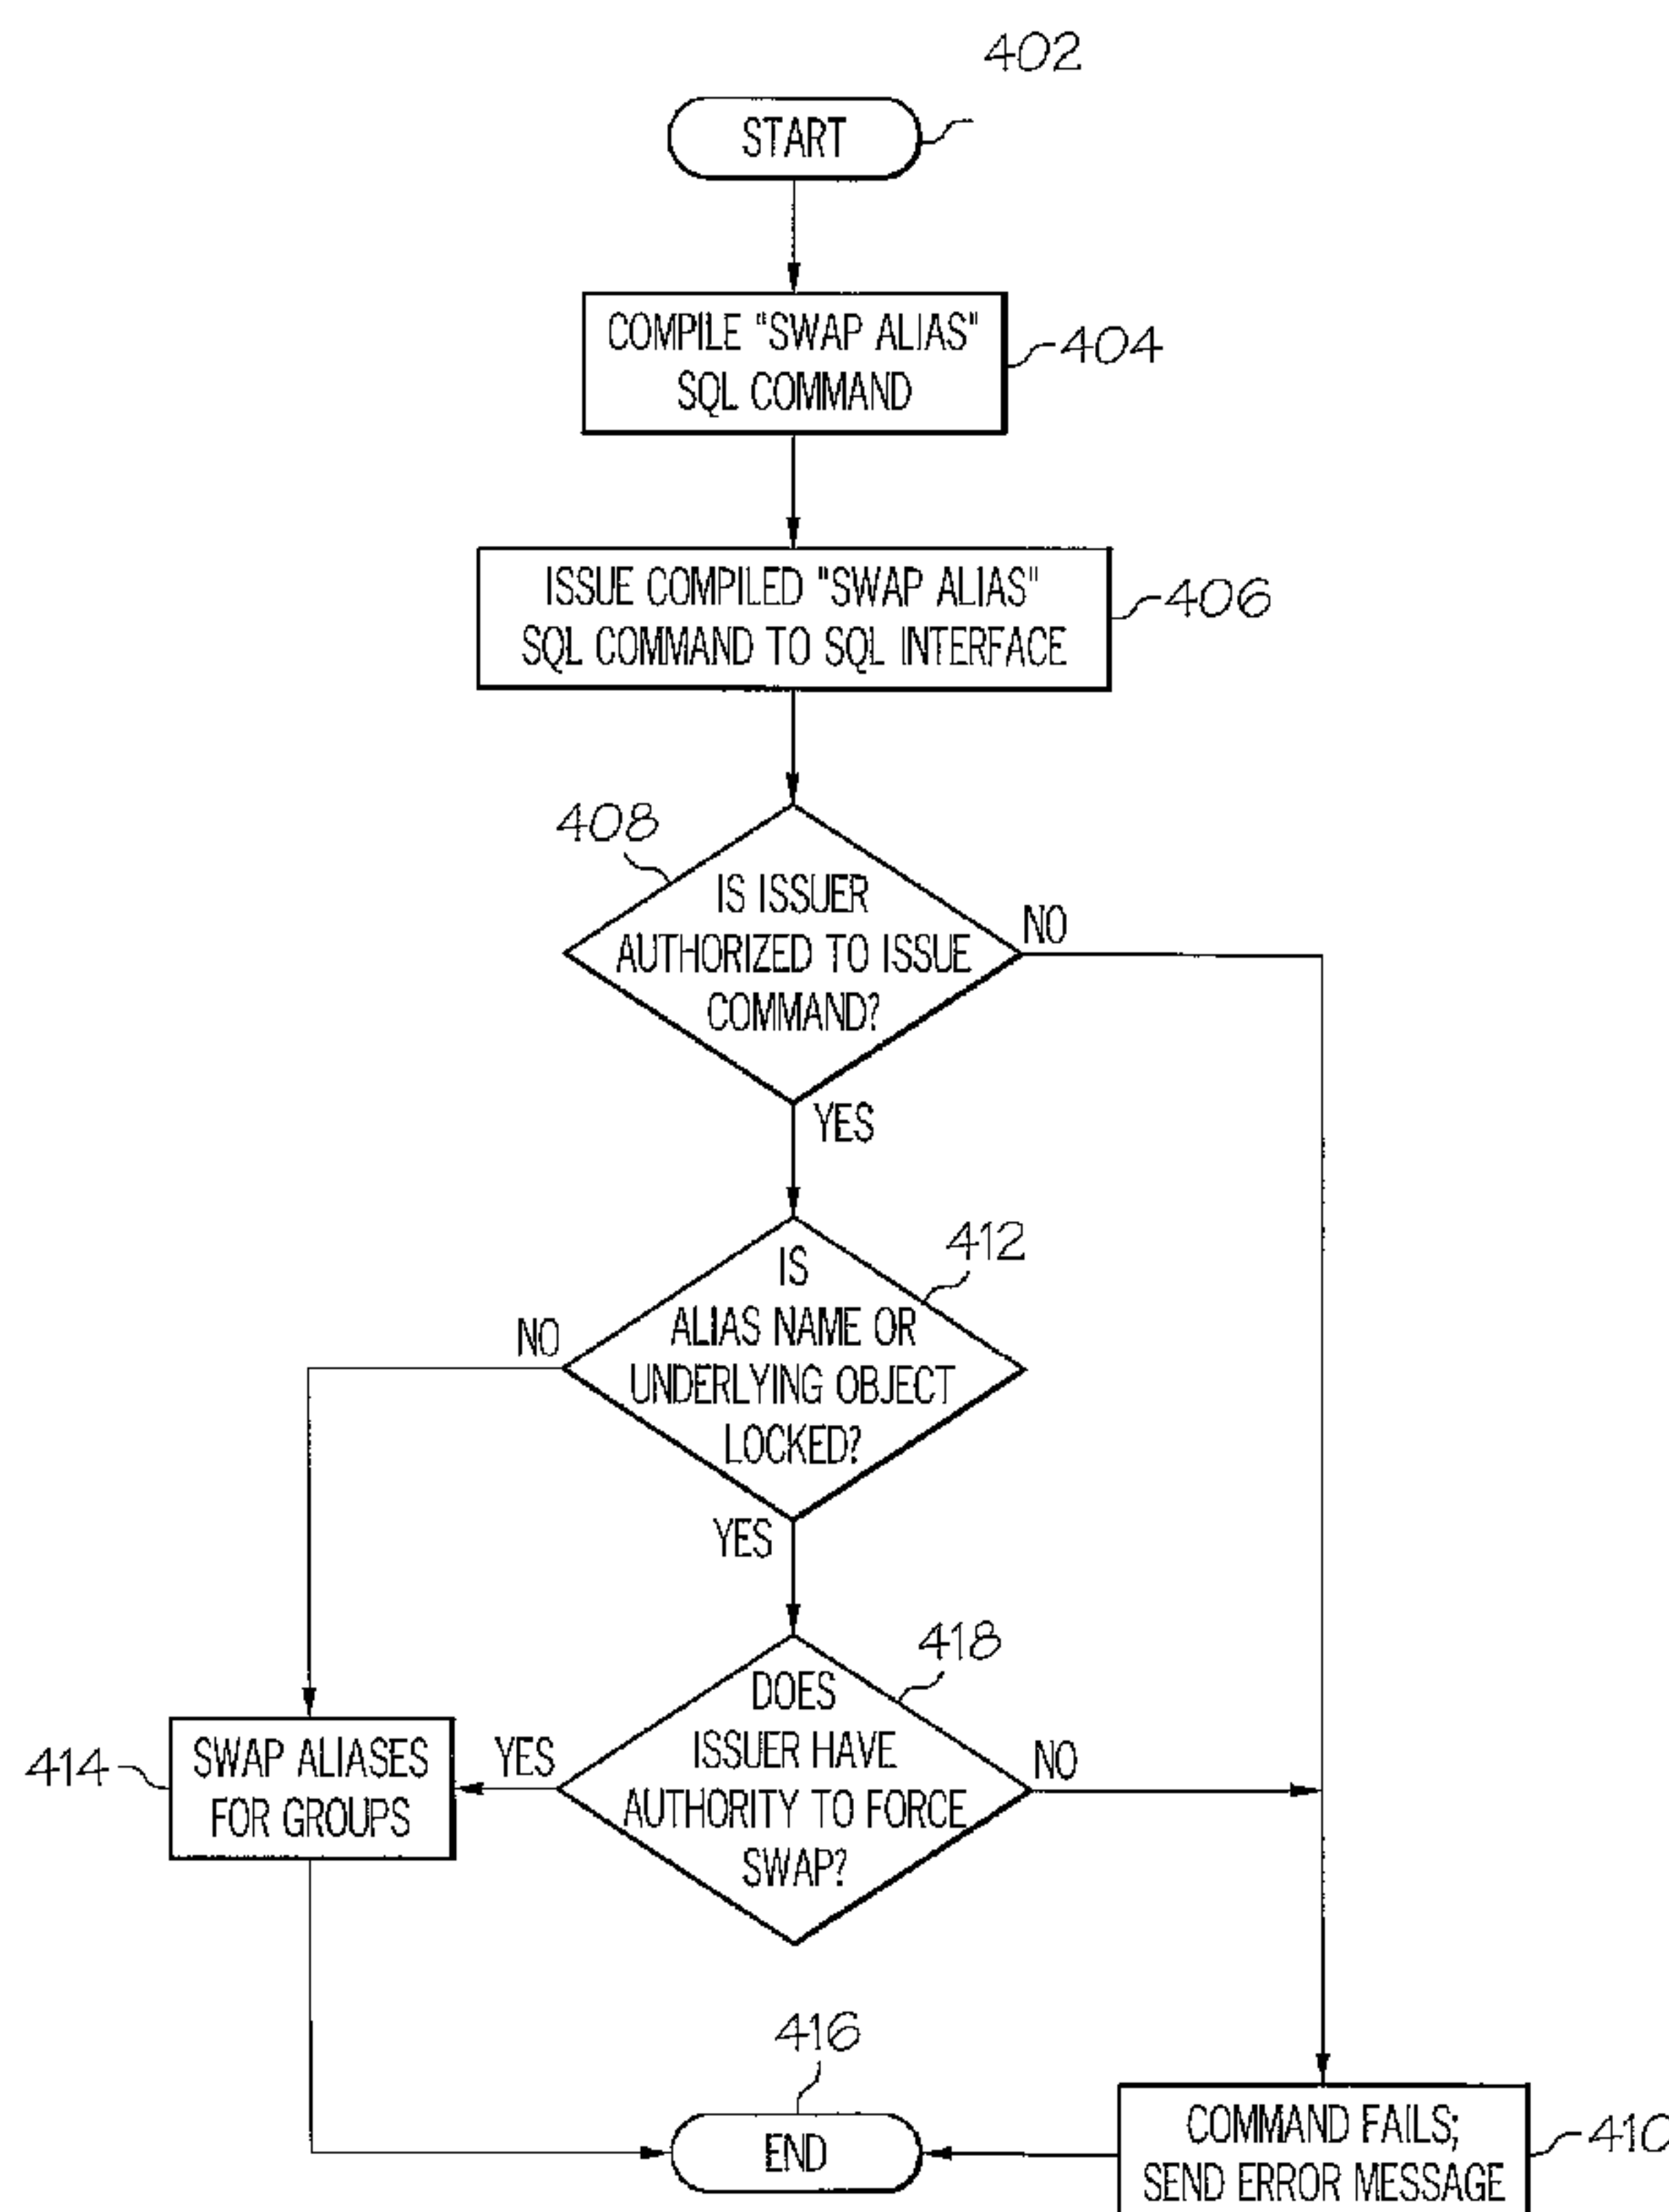 402
START
COMPILE "SWAP ALIAS"
SQL COMMAND
404
ISSUE COMPILED "SWAP ALIAS"
SQL COMMAND TO SQL INTERFACE
406
408
IS ISSUER
AUTHORIZED TO ISSUE
COMMAND?
NO
YES
412
IS
ALIAS NAME OR
UNDERLYING OBJECT
LOCKED?
NO
YES
418
DOES
ISSUER HAVE
AUTHORITY TO FORCE
SWAP?
YES
NO
414
SWAP ALIASES
FOR GROUPS
416
END
COMMAND FAILS;
SEND ERROR MESSAGE
410